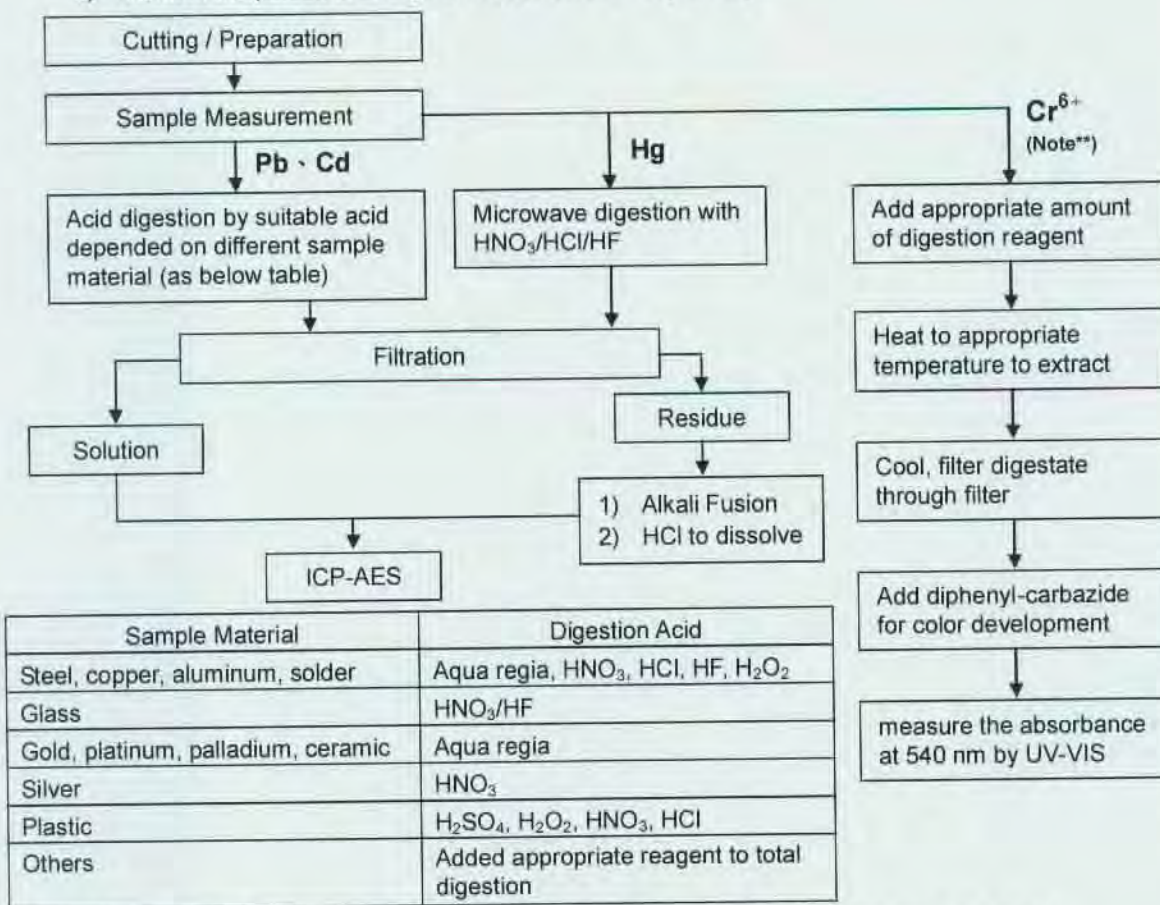 Cutting / Preparation
Sample Measurement
Pb、Cd
Hg
Cr⁶⁺
(Note**)
Acid digestion by suitable acid
depended on different sample
material (as below table)
Microwave digestion with
HNO₃/HCl/HF
Add appropriate amount
of digestion reagent
Filtration
Heat to appropriate
temperature to extract
Solution
Residue
1) Alkali Fusion
2) HCl to dissolve
Cool, filter digestate
through filter
ICP-AES
Add diphenyl-carbazide
for color development
measure the absorbance
at 540 nm by UV-VIS
Sample Material Digestion Acid
Steel, copper, aluminum, solder Aqua regia, HNO₃, HCl, HF, H₂O₂
Glass HNO₃/HF
Gold, platinum, palladium, ceramic Aqua regia
Silver HNO₃
Plastic H₂SO₄, H₂O₂, HNO₃, HCl
Others Added appropriate reagent to total
digestion